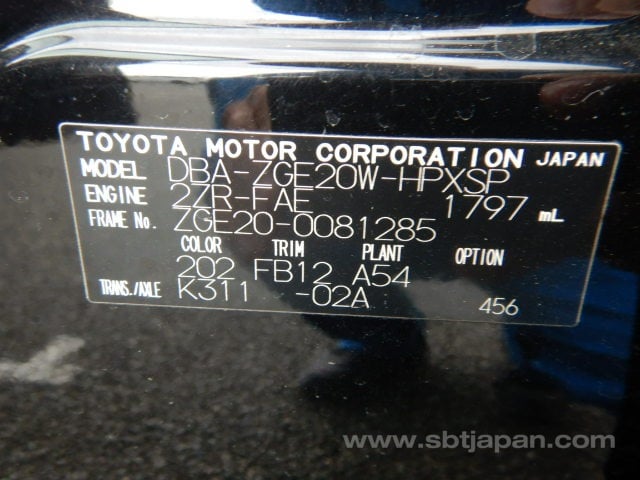 TOYOTA MOTOR CORPORATION JAPAN
MODEL DBA-ZGE20W-HPXSP
ENGINE 2ZR-FAE 1797 mL
FRAME No. ZGE20-0081285
COLOR TRIM PLANT OPTION
202 FB12 A54
TRANS./AXLE K311 -02A 456
www.sbtjapan.com